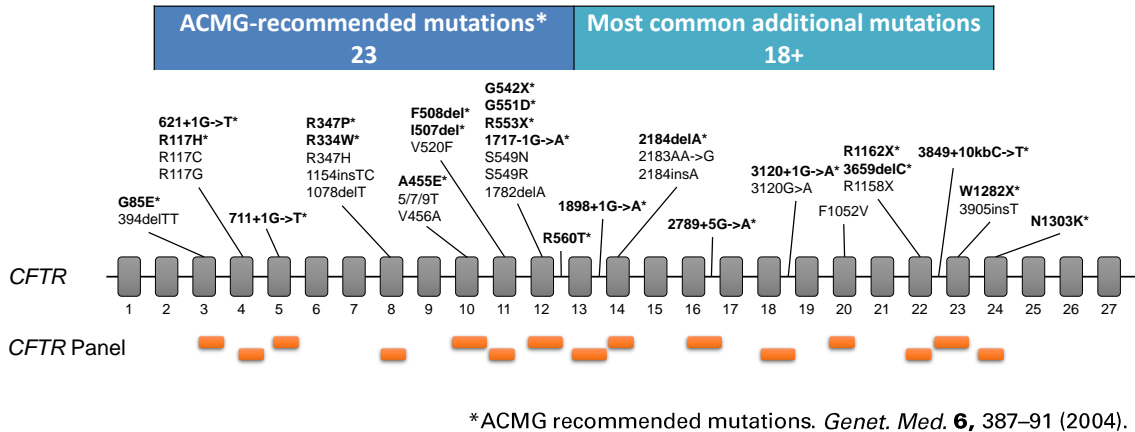 ACMG-recommended mutations*
23
Most common additional mutations
18+
G85E*
394delTT
621+1G->T*
R117H*
R117C
R117G
711+1G->T*
R347P*
R334W*
R347H
1154insTC
1078delT
A455E*
5/7/9T
V456A
F508del*
I507del*
V520F
G542X*
G551D*
R553X*
1717-1G->A*
S549N
S549R
1782delA
R560T*
1898+1G->A*
2184delA*
2183AA->G
2184insA
2789+5G->A*
3120+1G->A*
3120G>A
F1052V
R1162X*
3659delC*
R1158X
3849+10kbC->T*
W1282X*
3905insT
N1303K*
CFTR
1 2 3 4 5 6 7 8 9 10 11 12 13 14 15 16 17 18 19 20 21 22 23 24 25 26 27
CFTR Panel
*ACMG recommended mutations. Genet. Med. 6, 387–91 (2004).